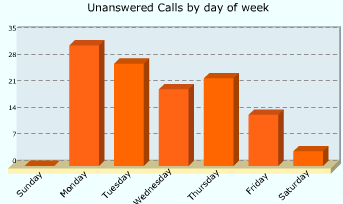 Unanswered Calls by day of week
35
28
21
14
7
0
Sunday
Monday
Tuesday
Wednesday
Thursday
Friday
Saturday